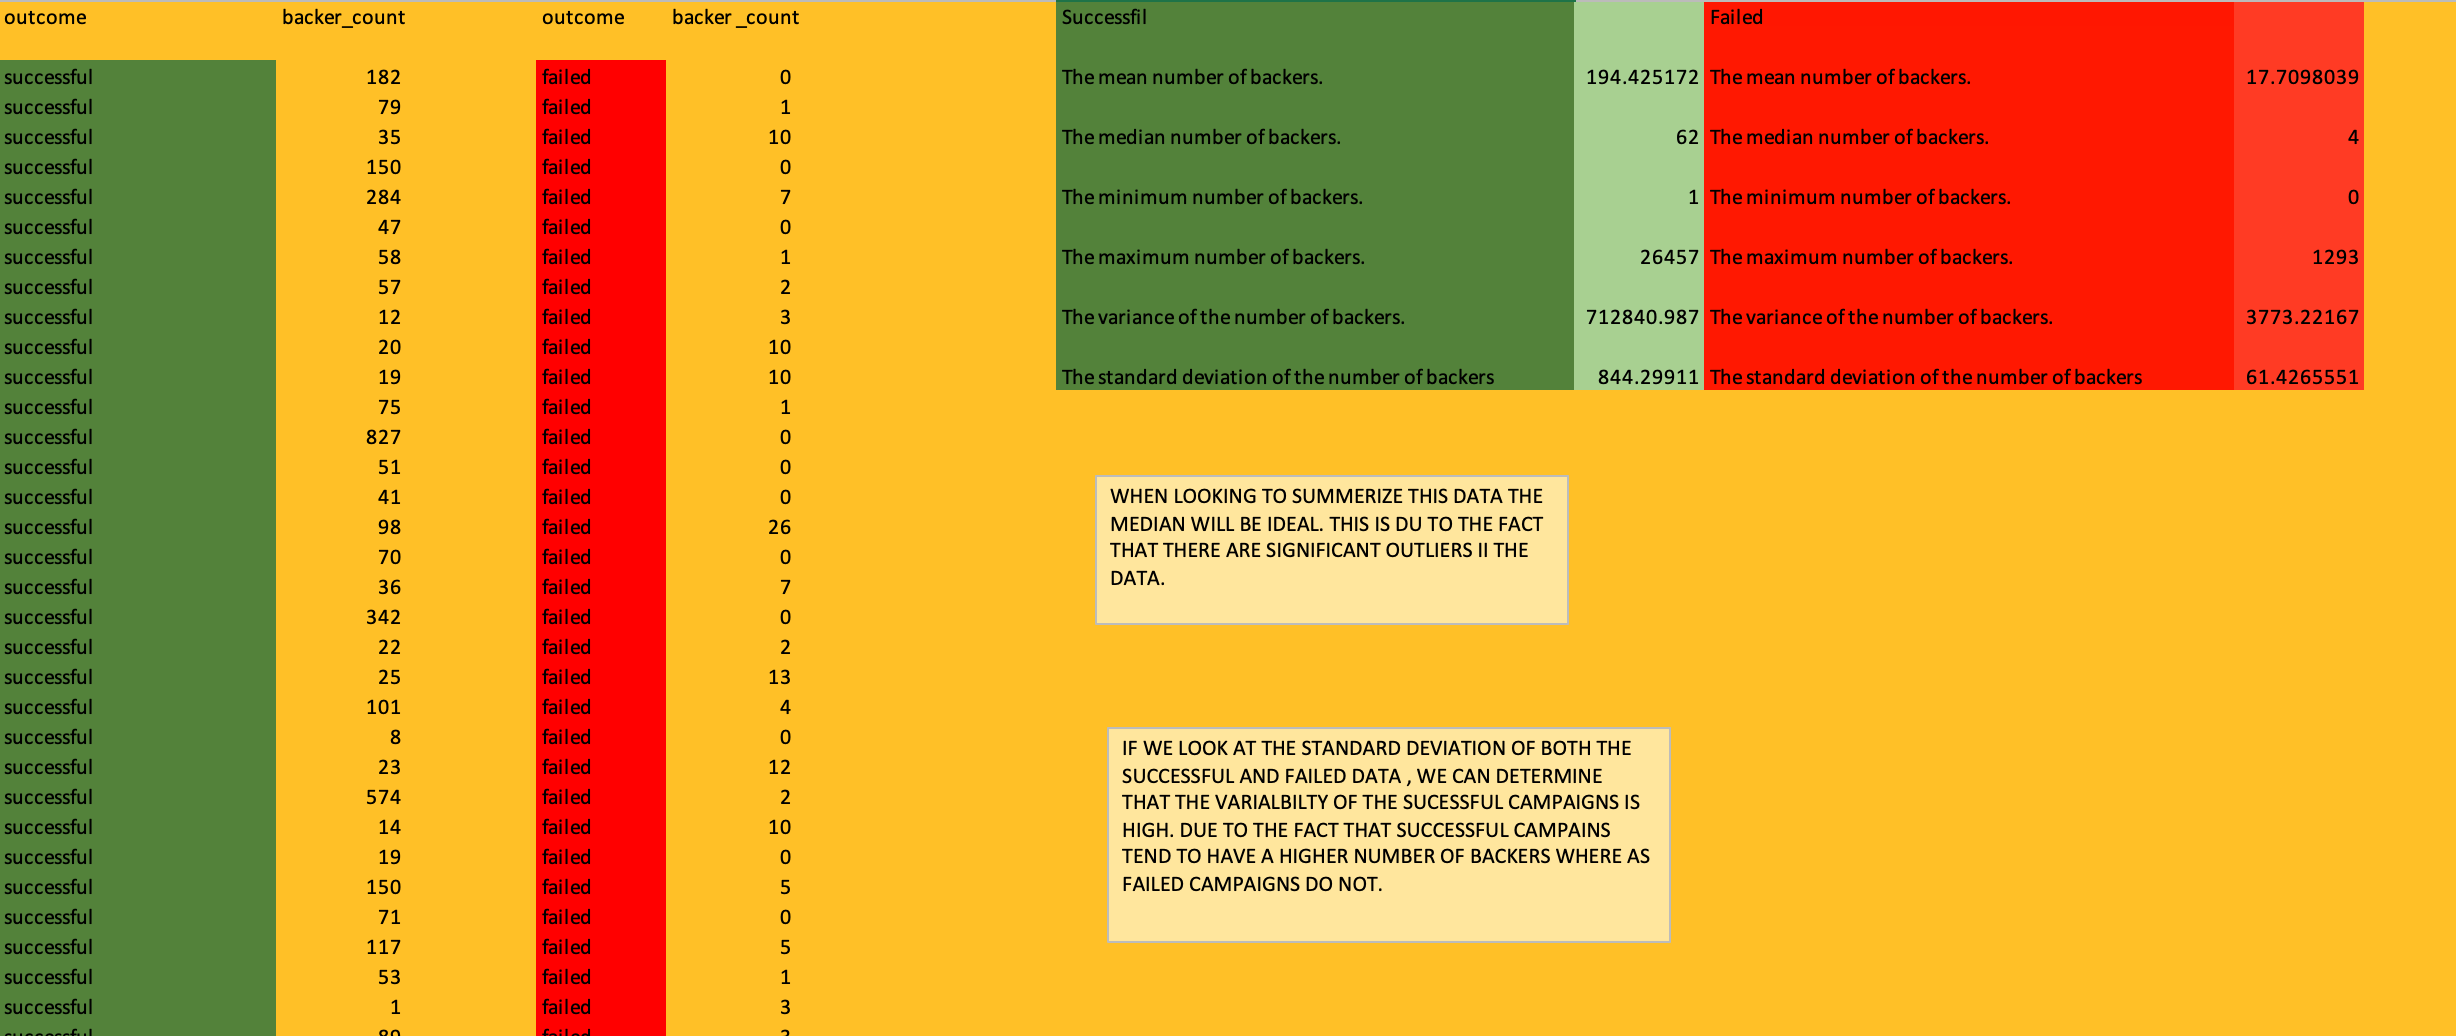 outcome backer_count outcome backer_count Successfil Failed
successful 182 failed 0 The mean number of backers. 194.425172 The mean number of backers. 17.7098039
successful 79 failed 1
successful 35 failed 10 The median number of backers. 62 The median number of backers. 4
successful 150 failed 0
successful 284 failed 7 The minimum number of backers. 1 The minimum number of backers. 0
successful 47 failed 0
successful 58 failed 1 The maximum number of backers. 26457 The maximum number of backers. 1293
successful 57 failed 2
successful 12 failed 3 The variance of the number of backers. 712840.987 The variance of the number of backers. 3773.22167
successful 20 failed 10
successful 19 failed 10 The standard deviation of the number of backers 844.29911 The standard deviation of the number of backers 61.4265551
successful 75 failed 1
successful 827 failed 0
successful 51 failed 0
successful 41 failed 0
successful 98 failed 26
successful 70 failed 0
successful 36 failed 7
successful 342 failed 0
successful 22 failed 2
successful 25 failed 13
successful 101 failed 4
successful 8 failed 0
successful 23 failed 12
successful 574 failed 2
successful 14 failed 10
successful 19 failed 0
successful 150 failed 5
successful 71 failed 0
successful 117 failed 5
successful 53 failed 1
successful 1 failed 3
successful failed
WHEN LOOKING TO SUMMERIZE THIS DATA THE
MEDIAN WILL BE IDEAL. THIS IS DU TO THE FACT
THAT THERE ARE SIGNIFICANT OUTLIERS II THE
DATA.
IF WE LOOK AT THE STANDARD DEVIATION OF BOTH THE
SUCCESSFUL AND FAILED DATA , WE CAN DETERMINE
THAT THE VARIALBILTY OF THE SUCESSFUL CAMPAIGNS IS
HIGH. DUE TO THE FACT THAT SUCCESSFUL CAMPAINS
TEND TO HAVE A HIGHER NUMBER OF BACKERS WHERE AS
FAILED CAMPAIGNS DO NOT.